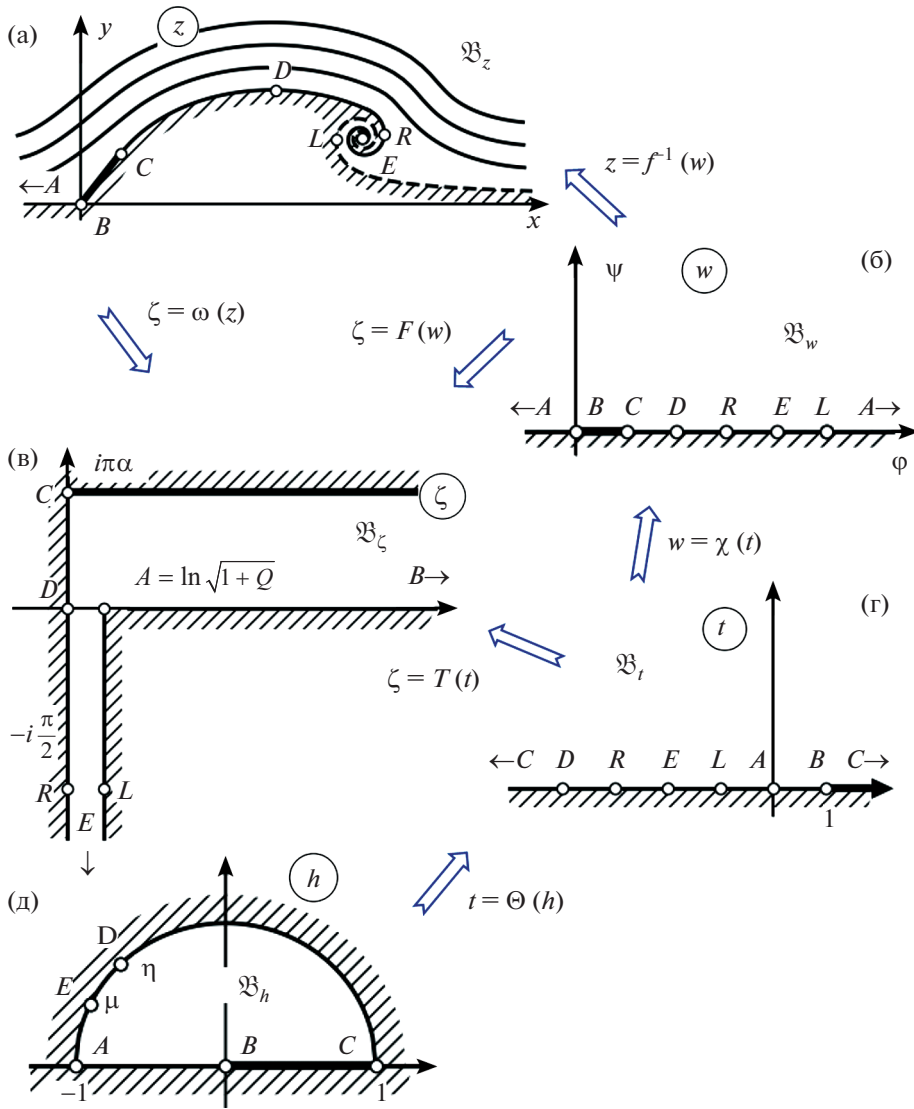 (а)
y
z
𝔅z
D
L
R
E
C
←A
B
x
z = f⁻¹ (w)
(б)
ψ
w
ζ = ω (z)
ζ = F (w)
𝔅w
←A B C D R E L A→
φ
(в)
iπα
C
ζ
𝔅ζ
w = χ (t)
D
A = ln √1 + Q
B→
(г)
t
𝔅t
ζ = T (t)
−i π/2
←C D R E L A B C→
1
R
L
E
↓
(д)
h
t = Θ (h)
D
η
E
μ
𝔅h
A
B
C
−1
1